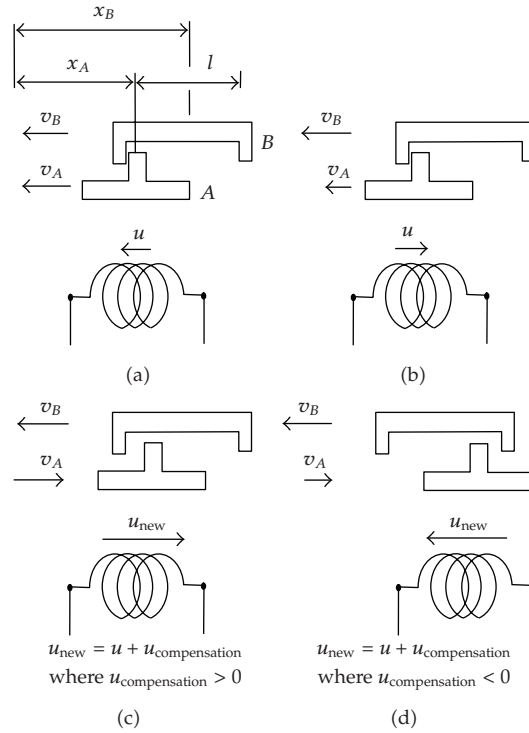 x_B
x_A l
v_B v_B
B
v_A v_A
A
u u
(a) (b)
v_B v_B
v_A v_A
u_new u_new
u_new = u + u_compensation u_new = u + u_compensation
where u_compensation > 0 where u_compensation < 0
(c) (d)